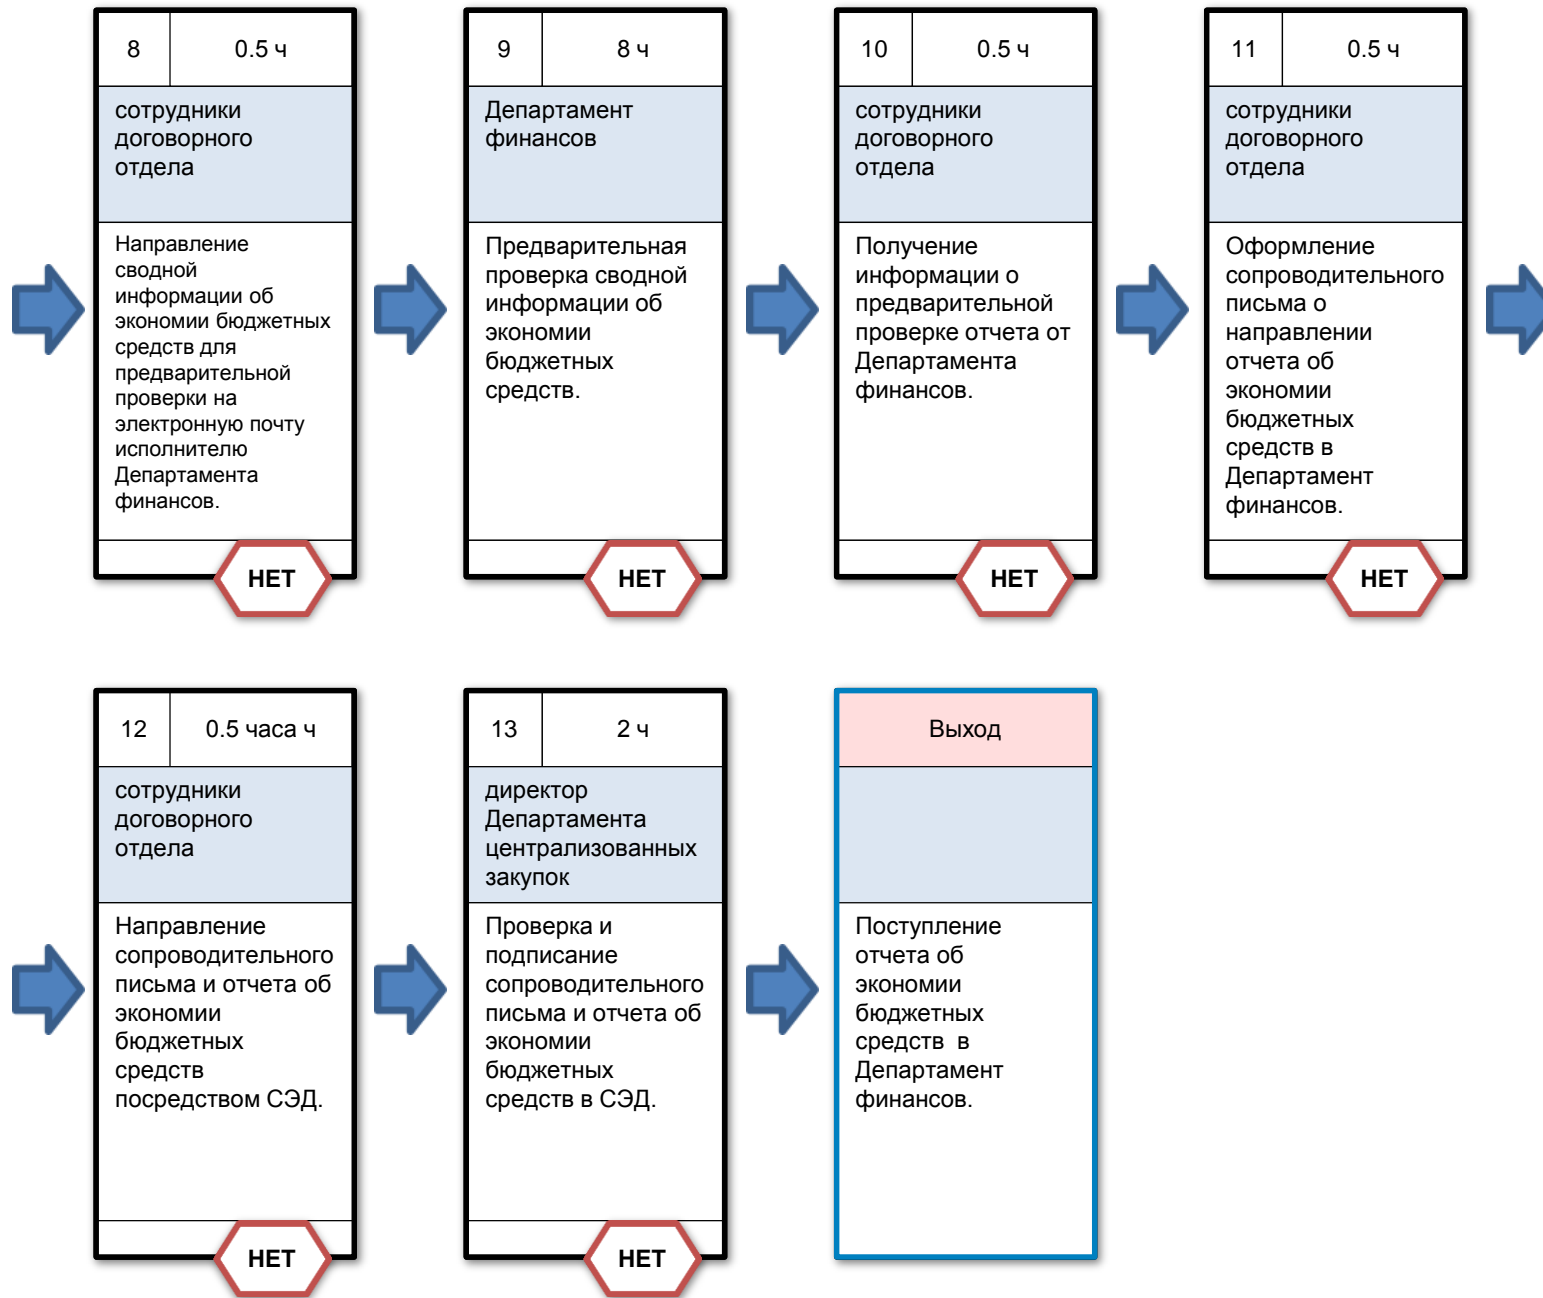 8
0.5 ч
сотрудники
договорного
отдела
Направление
сводной
информации об
экономии бюджетных
средств для
предварительной
проверки на
электронную почту
исполнителю
Департамента
финансов.
НЕТ
9
8 ч
Департамент
финансов
Предварительная
проверка сводной
информации об
экономии
бюджетных
средств.
НЕТ
10
0.5 ч
сотрудники
договорного
отдела
Получение
информации о
предварительной
проверке отчета от
Департамента
финансов.
НЕТ
11
0.5 ч
сотрудники
договорного
отдела
Оформление
сопроводительного
письма о
направлении
отчета об
экономии
бюджетных
средств в
Департамент
финансов.
НЕТ
12
0.5 часа ч
сотрудники
договорного
отдела
Направление
сопроводительного
письма и отчета об
экономии
бюджетных
средств
посредством СЭД.
НЕТ
13
2 ч
директор
Департамента
централизованных
закупок
Проверка и
подписание
сопроводительного
письма и отчета об
экономии
бюджетных
средств в СЭД.
НЕТ
Выход
Поступление
отчета об
экономии
бюджетных
средств  в
Департамент
финансов.